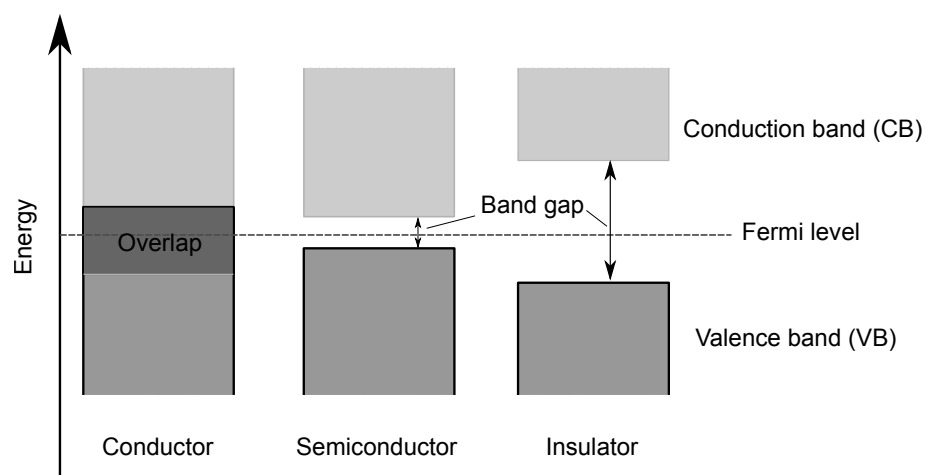 Energy
Conduction band (CB)
Band gap
Overlap
Fermi level
Valence band (VB)
Conductor
Semiconductor
Insulator